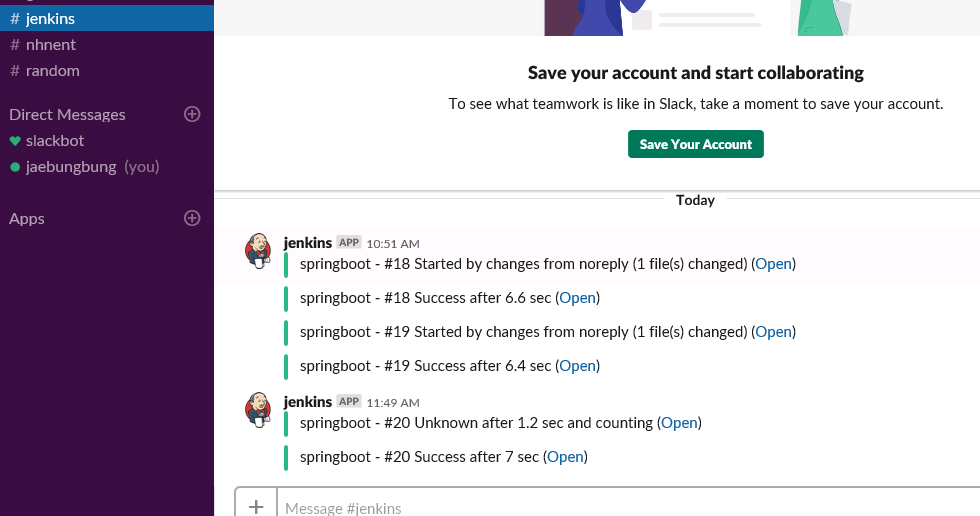 # jenkins
# nhnent
# random
Direct Messages
slackbot
jaebungbung (you)
Apps
Save your account and start collaborating
To see what teamwork is like in Slack, take a moment to save your account.
Save Your Account
Today
jenkins APP 10:51 AM
springboot - #18 Started by changes from noreply (1 file(s) changed) (Open)
springboot - #18 Success after 6.6 sec (Open)
springboot - #19 Started by changes from noreply (1 file(s) changed) (Open)
springboot - #19 Success after 6.4 sec (Open)
jenkins APP 11:49 AM
springboot - #20 Unknown after 1.2 sec and counting (Open)
springboot - #20 Success after 7 sec (Open)
Message #jenkins